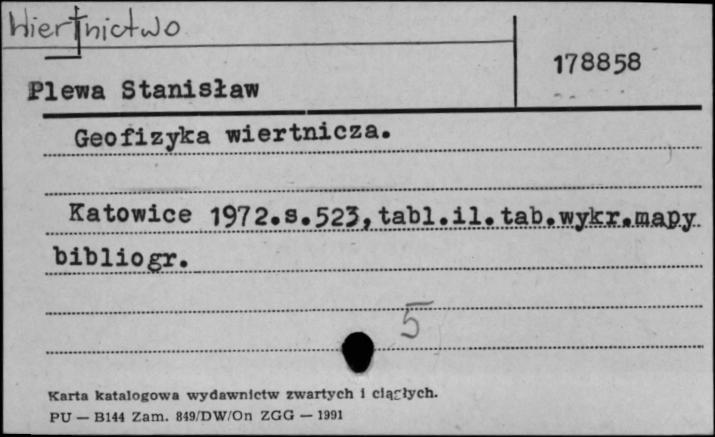 Wiertnictwo
178858
Plewa Stanisław
Geofizyka wiertnicza.
Katowice 1972.s.523,tabl.il.tab.wykr.mapy
bibliogr.
5
Karta katalogowa wydawnictw zwartych i ciągłych.
PU — B144 Zam. 849/DW/On ZGG — 1991